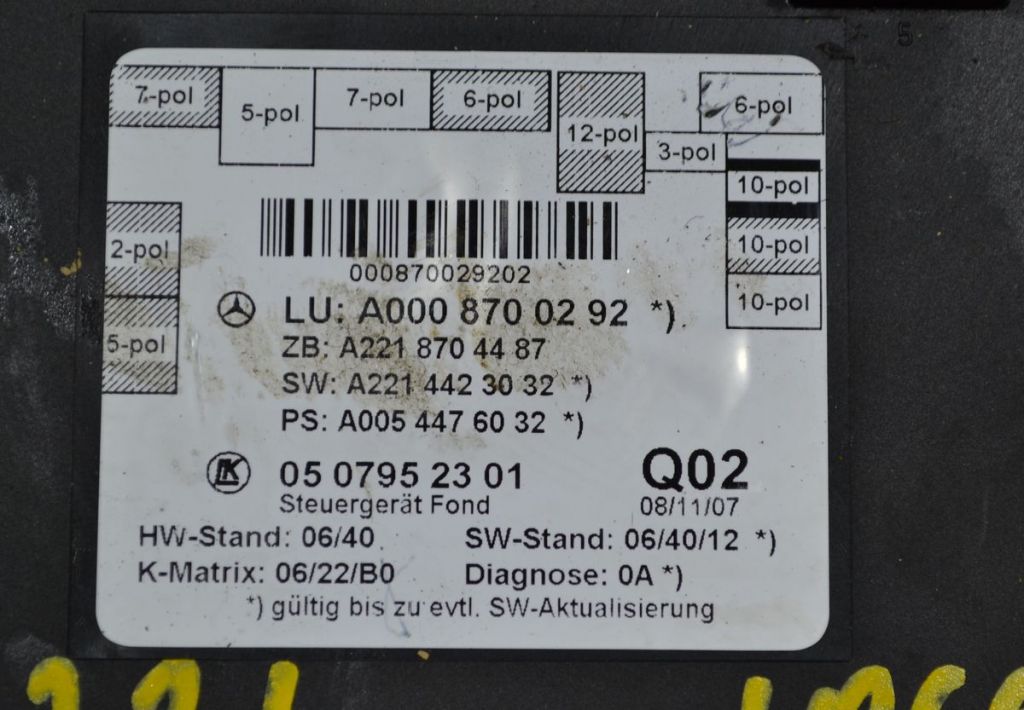 5
7-pol 5-pol 7-pol 6-pol 12-pol 3-pol 6-pol
10-pol
10-pol
10-pol
2-pol
5-pol
000870029202
LU: A000 870 02 92 *)
ZB: A221 870 44 87
SW: A221 442 30 32 *)
PS: A005 447 60 32 *)
K 05 0795 23 01 Q02
Steuergerät Fond 08/11/07
HW-Stand: 06/40 SW-Stand: 06/40/12 *)
K-Matrix: 06/22/B0 Diagnose: 0A *)
*) gültig bis zu evtl. SW-Aktualisierung
221